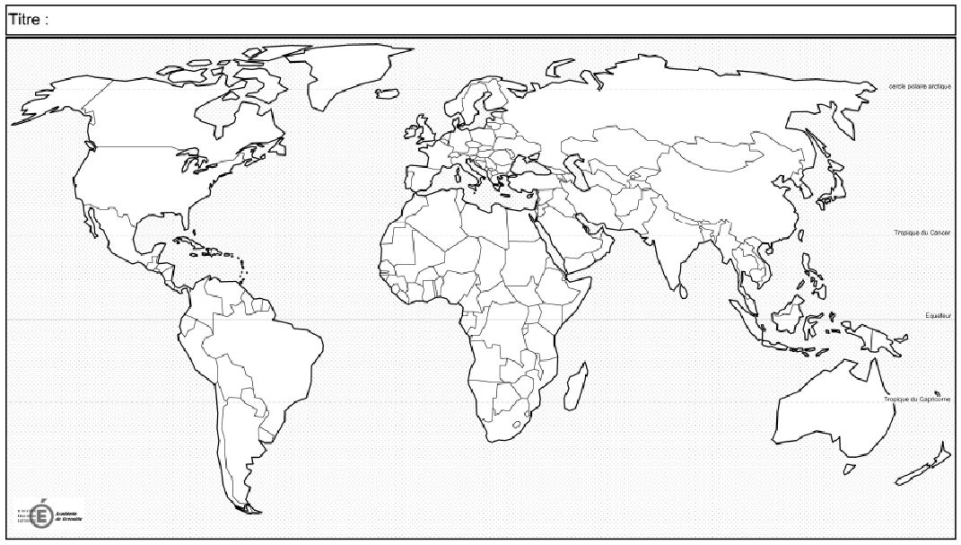 Titre :
cercle polaire arctique
Tropique du Cancer
Equateur
Tropique du Capricorne
Académie
de Grenoble